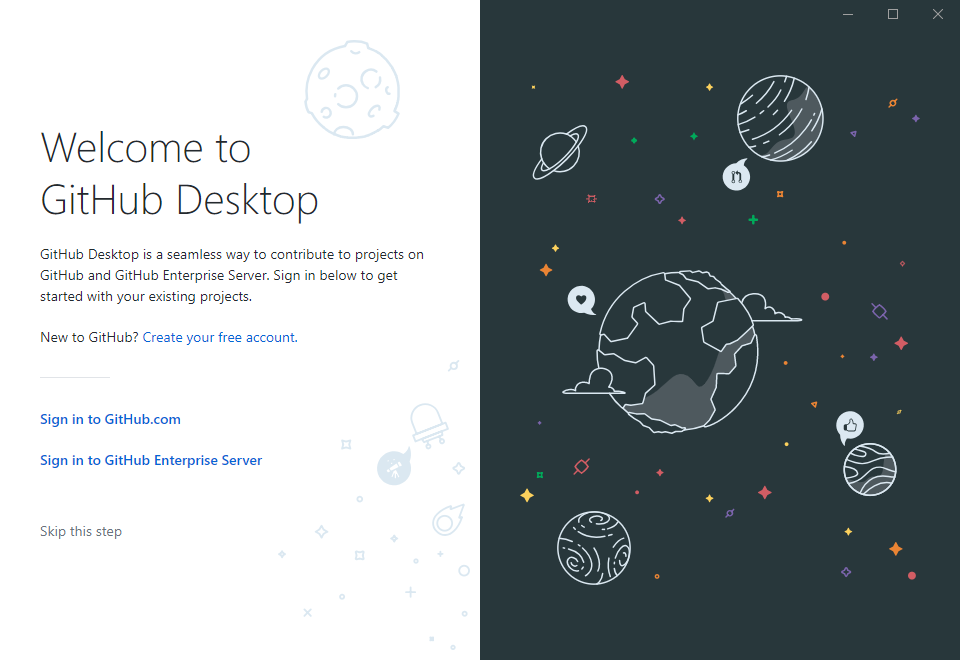 Welcome to
GitHub Desktop
GitHub Desktop is a seamless way to contribute to projects on
GitHub and GitHub Enterprise Server. Sign in below to get
started with your existing projects.
New to GitHub? Create your free account.
Sign in to GitHub.com
Sign in to GitHub Enterprise Server
Skip this step